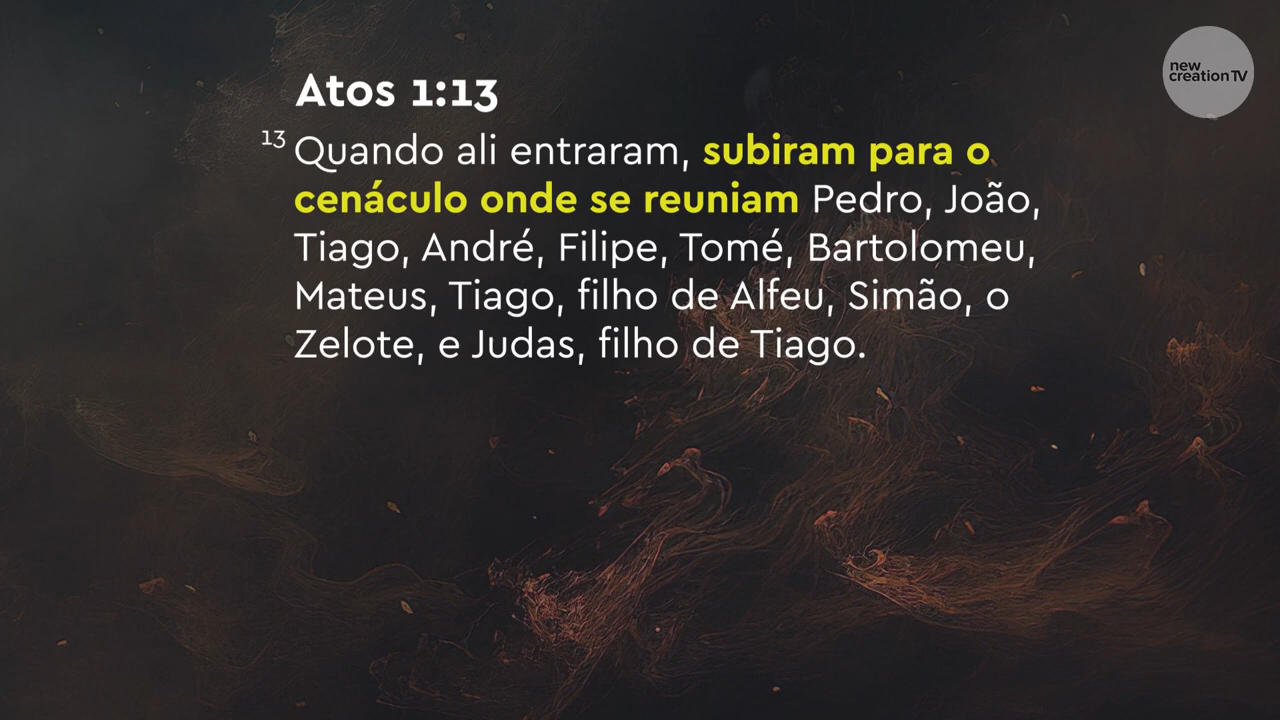 new
creation TV
Atos 1:13
13 Quando ali entraram, subiram para o
cenáculo onde se reuniam Pedro, João,
Tiago, André, Filipe, Tomé, Bartolomeu,
Mateus, Tiago, filho de Alfeu, Simão, o
Zelote, e Judas, filho de Tiago.